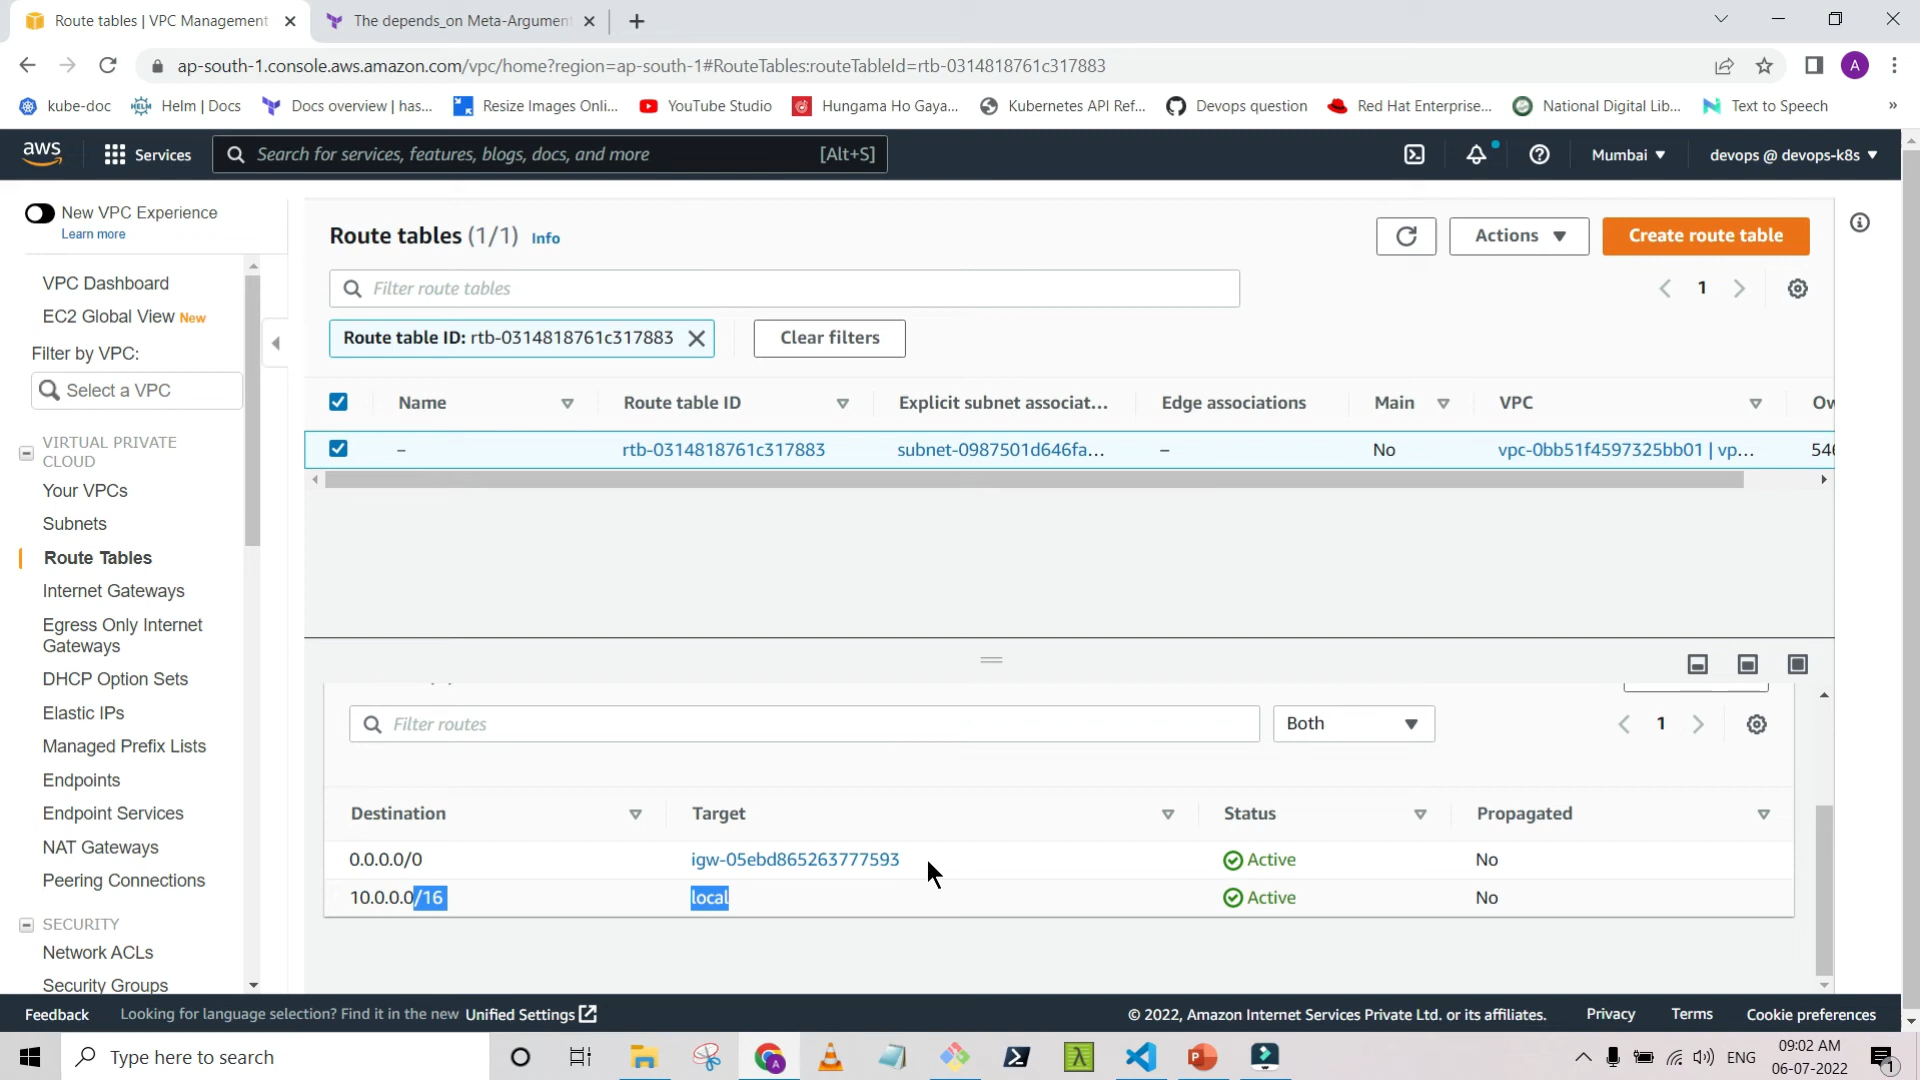 Route tables | VPC Management
The depends_on Meta-Argument
ap-south-1.console.aws.amazon.com/vpc/home?region=ap-south-1#RouteTables:routeTableId=rtb-0314818761c317883
A
kube-doc
HELM
Helm | Docs
Docs overview | has...
Resize Images Onli...
YouTube Studio
Hungama Ho Gaya...
Kubernetes API Ref...
Devops question
Red Hat Enterprise...
National Digital Lib...
Text to Speech
»
aws
Services
Search for services, features, blogs, docs, and more
[Alt+S]
Mumbai
devops @ devops-k8s
New VPC Experience
Learn more
VPC Dashboard
EC2 Global View New
Filter by VPC:
Select a VPC
VIRTUAL PRIVATE
CLOUD
Your VPCs
Subnets
Route Tables
Internet Gateways
Egress Only Internet
Gateways
DHCP Option Sets
Elastic IPs
Managed Prefix Lists
Endpoints
Endpoint Services
NAT Gateways
Peering Connections
SECURITY
Network ACLs
Security Groups
Route tables (1/1) Info
Actions
Create route table
Filter route tables
1
Route table ID: rtb-0314818761c317883
Clear filters
Name Route table ID Explicit subnet associat... Edge associations Main VPC Ow
– rtb-0314818761c317883 subnet-0987501d646fa... – No vpc-0bb51f4597325bb01 | vp... 546
Filter routes
Both
1
Destination Target Status Propagated
0.0.0.0/0 igw-05ebd865263777593 Active No
10.0.0.0/16 local Active No
Feedback
Looking for language selection? Find it in the new Unified Settings
© 2022, Amazon Internet Services Private Ltd. or its affiliates.
Privacy
Terms
Cookie preferences
Type here to search
A
ENG
09:02 AM
06-07-2022
1